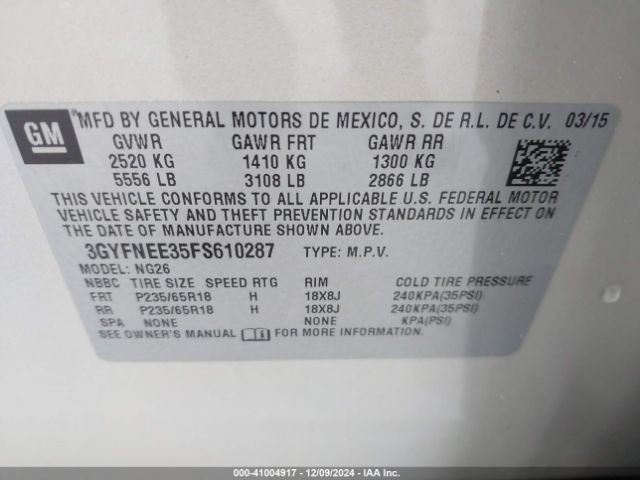 GM
MFD BY GENERAL MOTORS DE MEXICO, S. DE R.L. DE C.V. 03/15
GVWR GAWR FRT GAWR RR
2520 KG 1410 KG 1300 KG
5556 LB 3108 LB 2866 LB
THIS VEHICLE CONFORMS TO ALL APPLICABLE U.S. FEDERAL MOTOR
VEHICLE SAFETY AND THEFT PREVENTION STANDARDS IN EFFECT ON
THE DATE OF MANUFACTURE SHOWN ABOVE.
3GYFNEE35FS610287 TYPE: M.P.V.
MODEL: NG26
NBBC TIRE SIZE SPEED RTG RIM COLD TIRE PRESSURE
FRT P235/65R18 H 18X8J 240KPA(35PSI)
RR P235/65R18 H 18X8J 240KPA(35PSI)
SPA NONE NONE KPA(PSI)
SEE OWNER'S MANUAL FOR MORE INFORMATION.
000-41004917 - 12/09/2024 - IAA Inc.